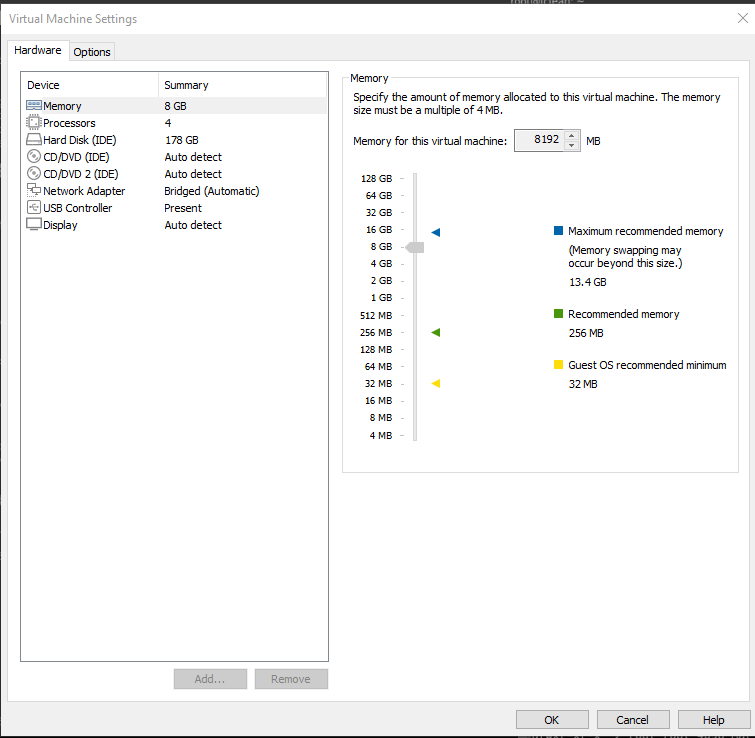 Virtual Machine Settings
Hardware
Options
Device Summary
Memory 8 GB
Processors 4
Hard Disk (IDE) 178 GB
CD/DVD (IDE) Auto detect
CD/DVD 2 (IDE) Auto detect
Network Adapter Bridged (Automatic)
USB Controller Present
Display Auto detect
Add...
Remove
Memory
Specify the amount of memory allocated to this virtual machine. The memory
size must be a multiple of 4 MB.
Memory for this virtual machine: 8192 MB
128 GB
64 GB
32 GB
16 GB
8 GB
4 GB
2 GB
1 GB
512 MB
256 MB
128 MB
64 MB
32 MB
16 MB
8 MB
4 MB
Maximum recommended memory
(Memory swapping may
occur beyond this size.)
13.4 GB
Recommended memory
256 MB
Guest OS recommended minimum
32 MB
OK
Cancel
Help